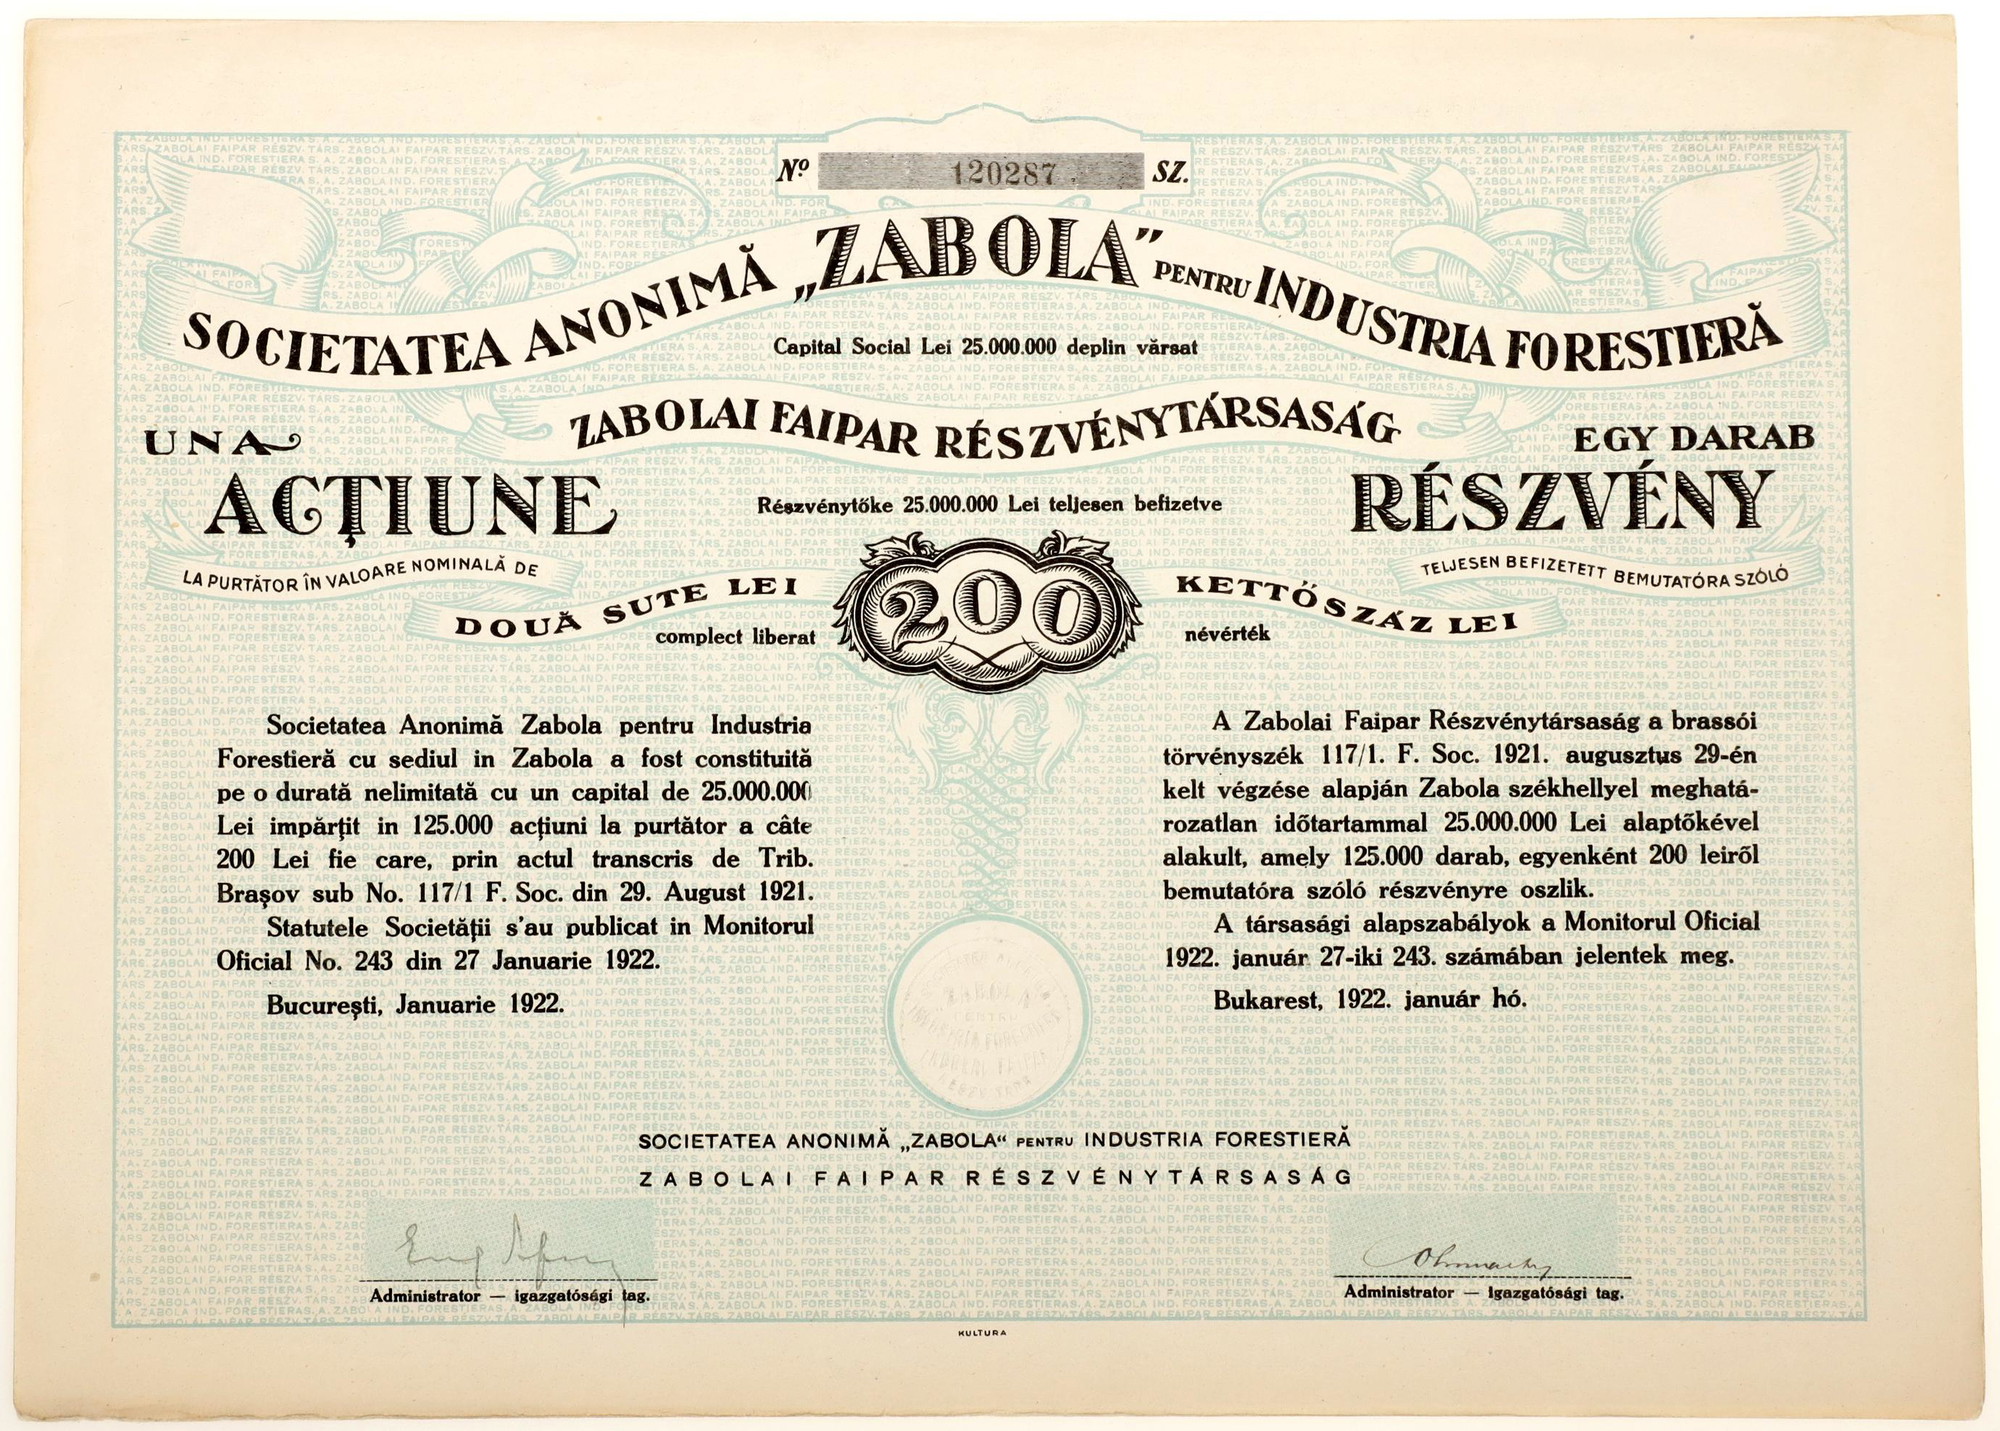 Nº 120287 SZ.
SOCIETATEA ANONIMĂ „ZABOLA” PENTRU INDUSTRIA FORESTIERĂ
Capital Social Lei 25.000.000 deplin vărsat
ZABOLAI FAIPAR RÉSZVÉNYTÁRSASÁG
Részvénytőke 25.000.000 Lei teljesen befizetve
UNA
ACȚIUNE
LA PURTĂTOR ÎN VALOARE NOMINALĂ DE
DOUĂ SUTE LEI
complect liberat
200
EGY DARAB
RÉSZVÉNY
TELJESEN BEFIZETETT BEMUTATÓRA SZÓLÓ
KETTŐSZÁZ LEI
névérték
Societatea Anonimă Zabola pentru Industria
Forestieră cu sediul in Zabola a fost constituită
pe o durată nelimitată cu un capital de 25.000.000
Lei impărțit in 125.000 acțiuni la purtător a câte
200 Lei fie care, prin actul transcris de Trib.
Brașov sub No. 117/1 F. Soc. din 29. August 1921.
Statutele Societății s'au publicat in Monitorul
Oficial No. 243 din 27 Januarie 1922.
București, Januarie 1922.
A Zabolai Faipar Részvénytársaság a brassói
törvényszék 117/1. F. Soc. 1921. augusztus 29-én
kelt végzése alapján Zabola székhellyel meghatá-
rozatlan időtartammal 25.000.000 Lei alaptőkével
alakult, amely 125.000 darab, egyenként 200 leiről
bemutatóra szóló részvényre oszlik.
A társasági alapszabályok a Monitorul Oficial
1922. január 27-iki 243. számában jelentek meg.
Bukarest, 1922. január hó.
SOCIETATEA ANONIMĂ „ZABOLA“ PENTRU INDUSTRIA FORESTIERĂ
ZABOLAI FAIPAR RÉSZVÉNYTÁRSASÁG
Administrator — igazgatósági tag.
Administrator — Igazgatósági tag.
KULTURA